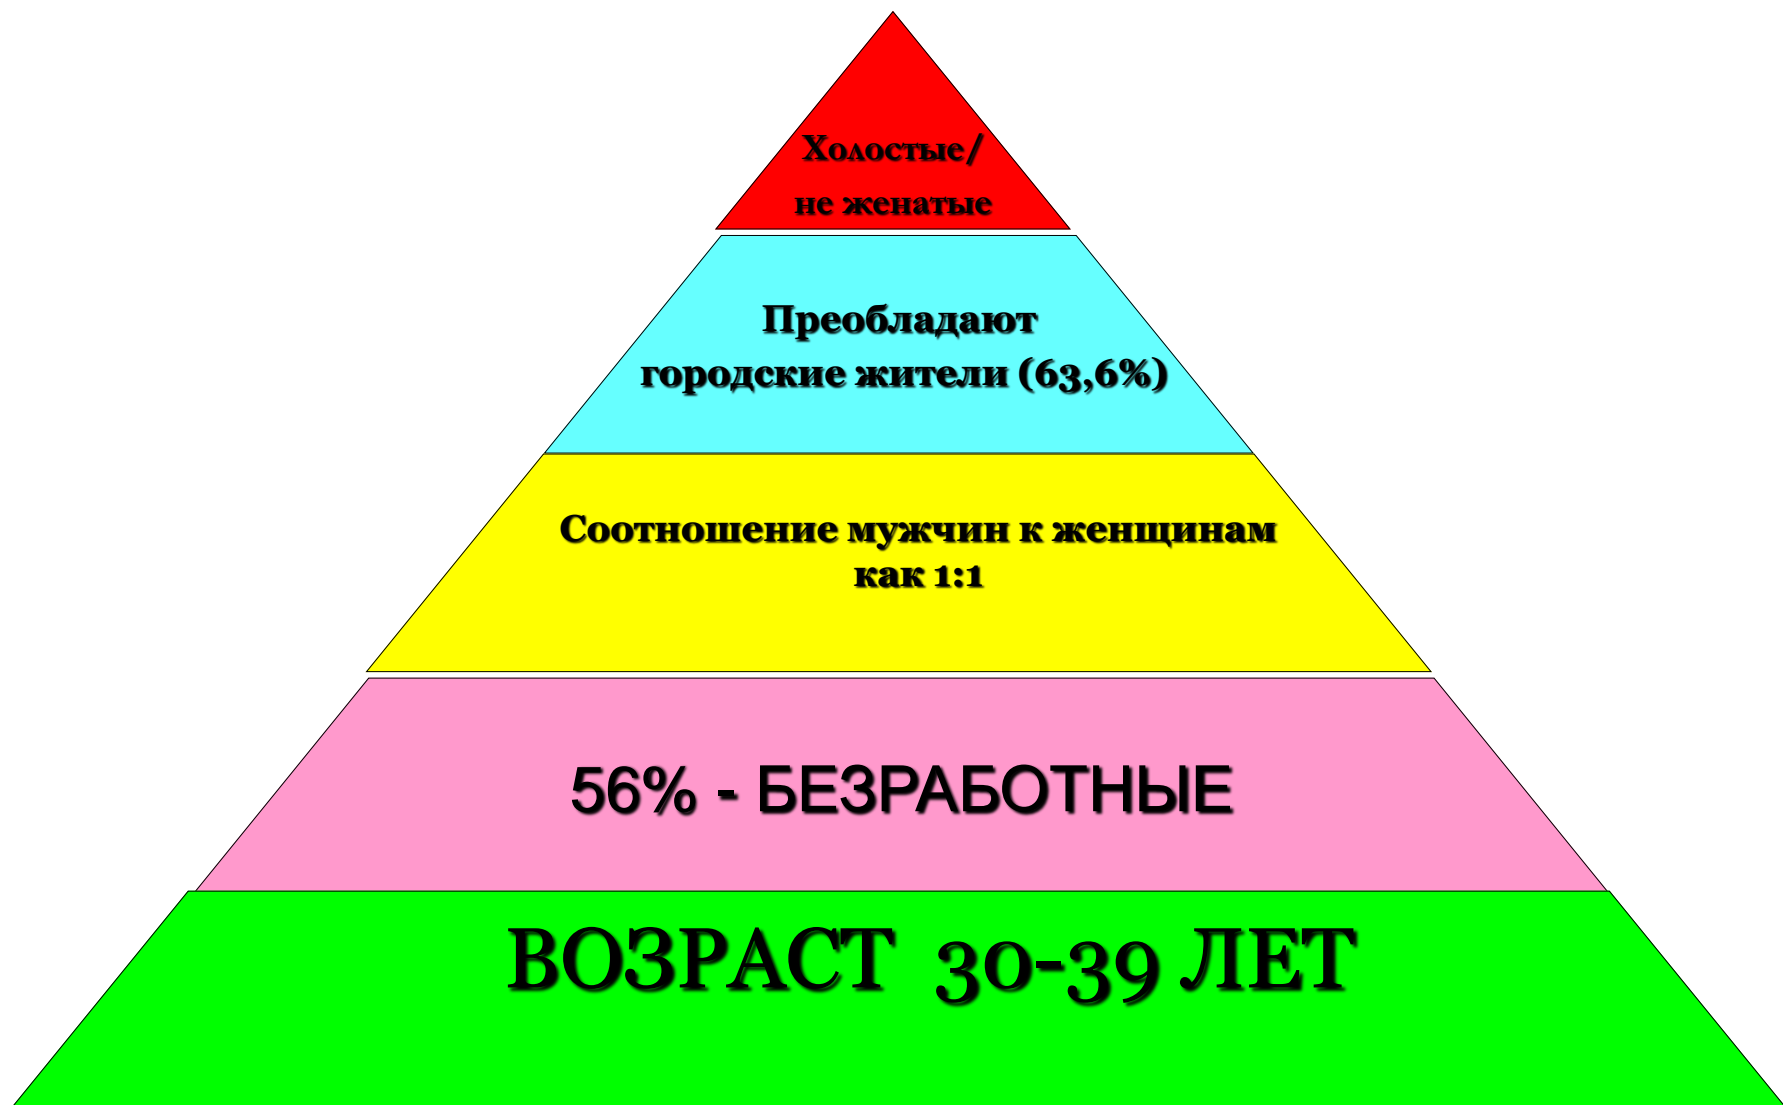 Холостые/
не женатые
Преобладают
городские жители (63,6%)
Соотношение мужчин к женщинам
как 1:1
56% - БЕЗРАБОТНЫЕ
ВОЗРАСТ 30-39 ЛЕТ